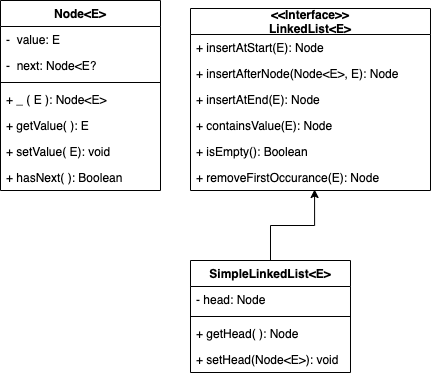 Node<E>
- value: E
- next: Node<E?
+ _ ( E ): Node<E>
+ getValue( ): E
+ setValue( E): void
+ hasNext( ): Boolean
<<Interface>>
LinkedList<E>
+ insertAtStart(E): Node
+ insertAfterNode(Node<E>, E): Node
+ insertAtEnd(E): Node
+ containsValue(E): Node
+ isEmpty(): Boolean
+ removeFirstOccurance(E): Node
SimpleLinkedList<E>
- head: Node
+ getHead( ): Node
+ setHead(Node<E>): void